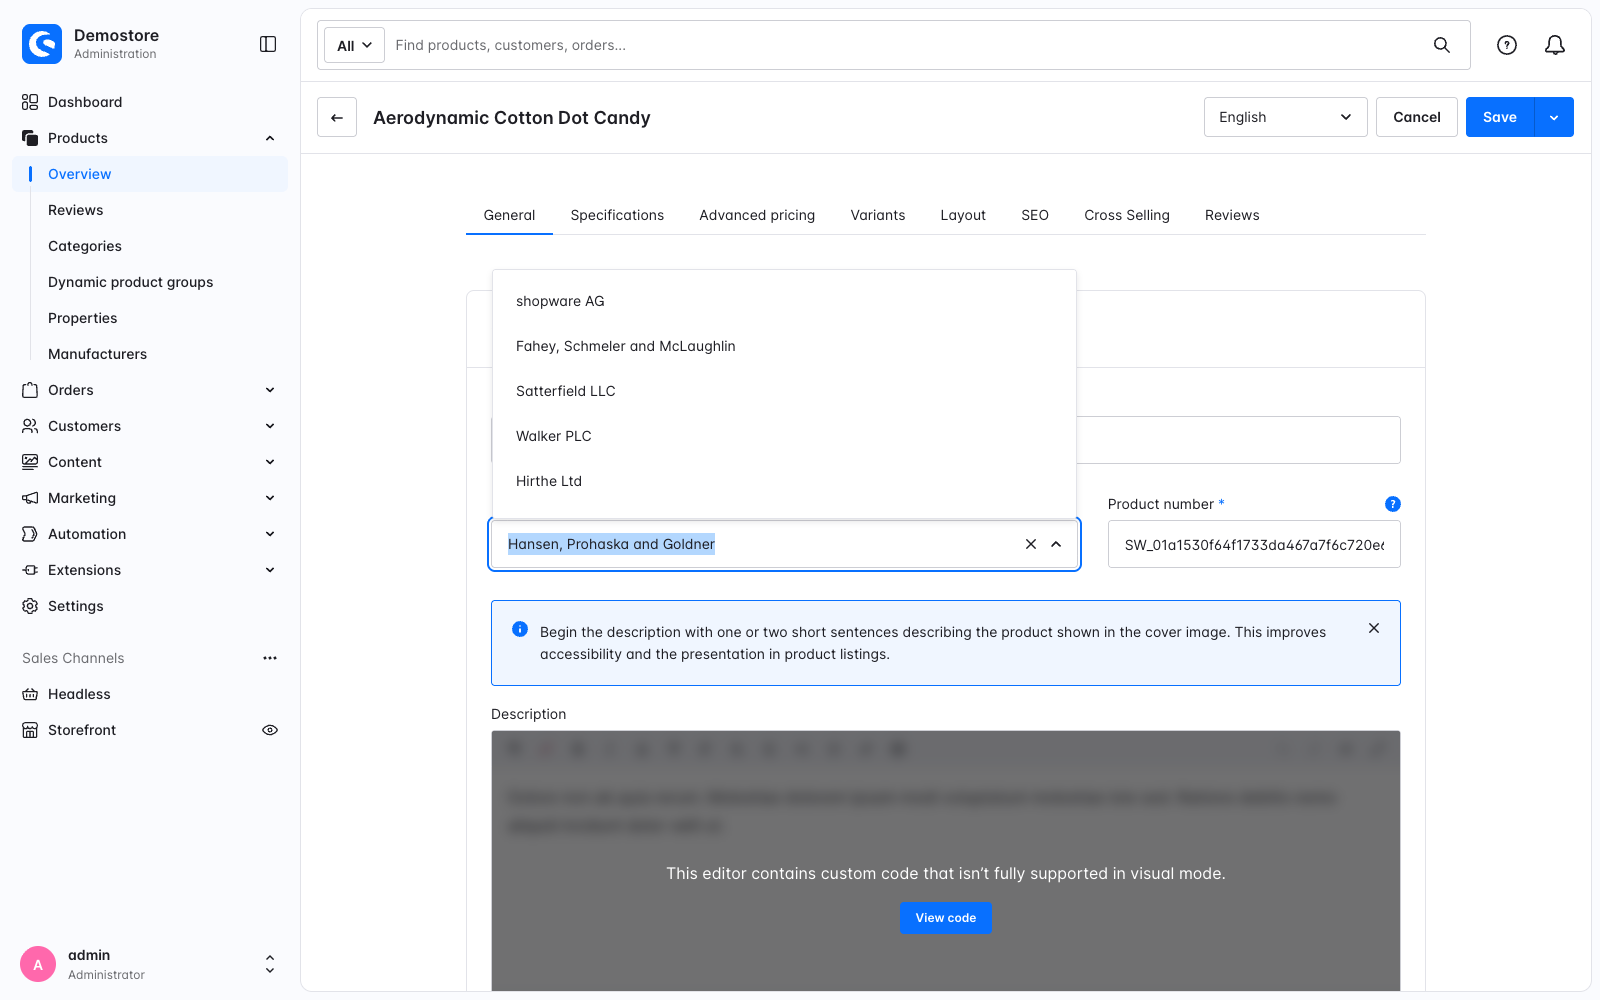 Demostore
Administration
All
Find products, customers, orders...
Dashboard
Products
Overview
Reviews
Categories
Dynamic product groups
Properties
Manufacturers
Orders
Customers
Content
Marketing
Automation
Extensions
Settings
Sales Channels
Headless
Storefront
A
admin
Administrator
Aerodynamic Cotton Dot Candy
English
Cancel
Save
General
Specifications
Advanced pricing
Variants
Layout
SEO
Cross Selling
Reviews
shopware AG
Fahey, Schmeler and McLaughlin
Satterfield LLC
Walker PLC
Hirthe Ltd
Hansen, Prohaska and Goldner
Product number *
SW_01a1530f64f1733da467a7f6c720e
Begin the description with one or two short sentences describing the product shown in the cover image. This improves
accessibility and the presentation in product listings.
Description
This editor contains custom code that isn't fully supported in visual mode.
View code